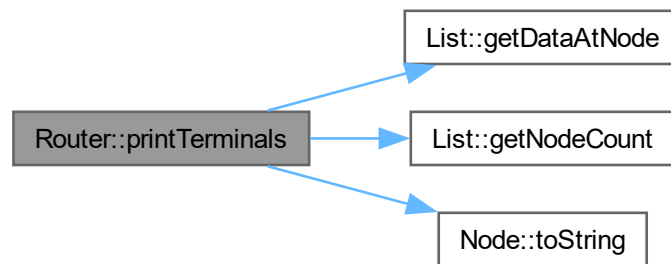 List::getDataAtNode
Router::printTerminals
List::getNodeCount
Node::toString